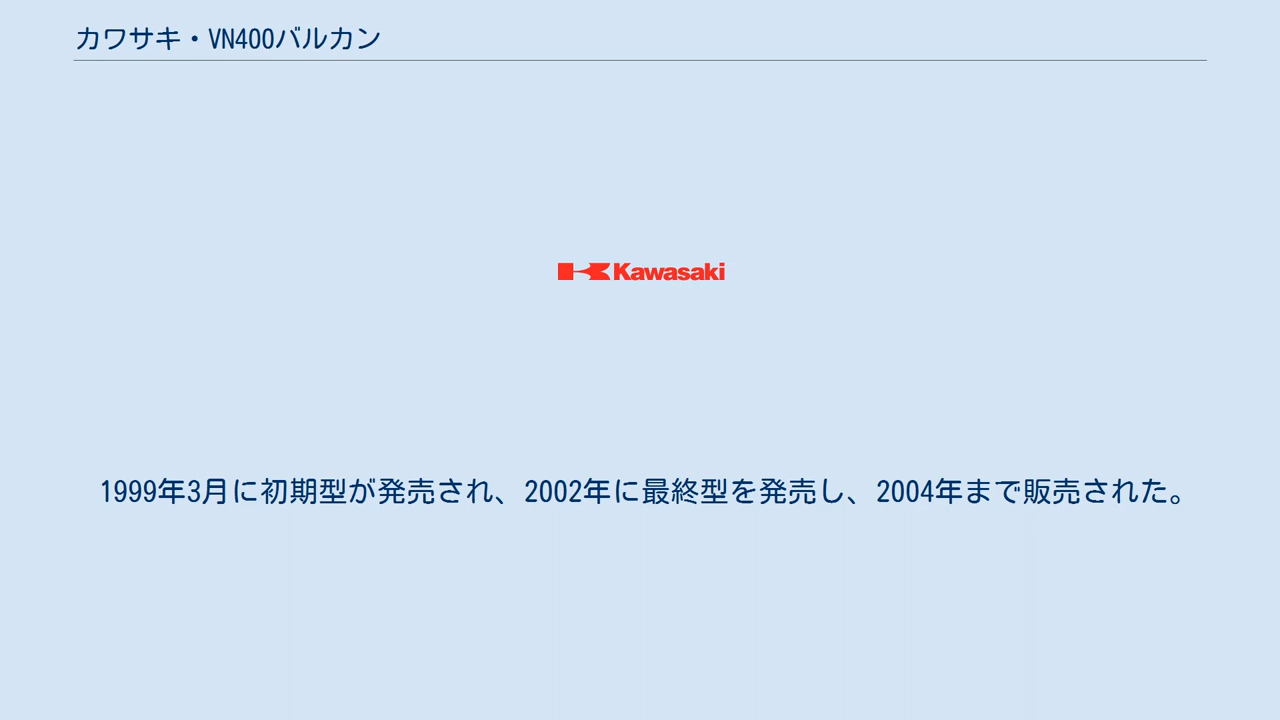 カワサキ・VN400バルカン
Kawasaki
1999年3月に初期型が発売され、2002年に最終型を発売し、2004年まで販売された。